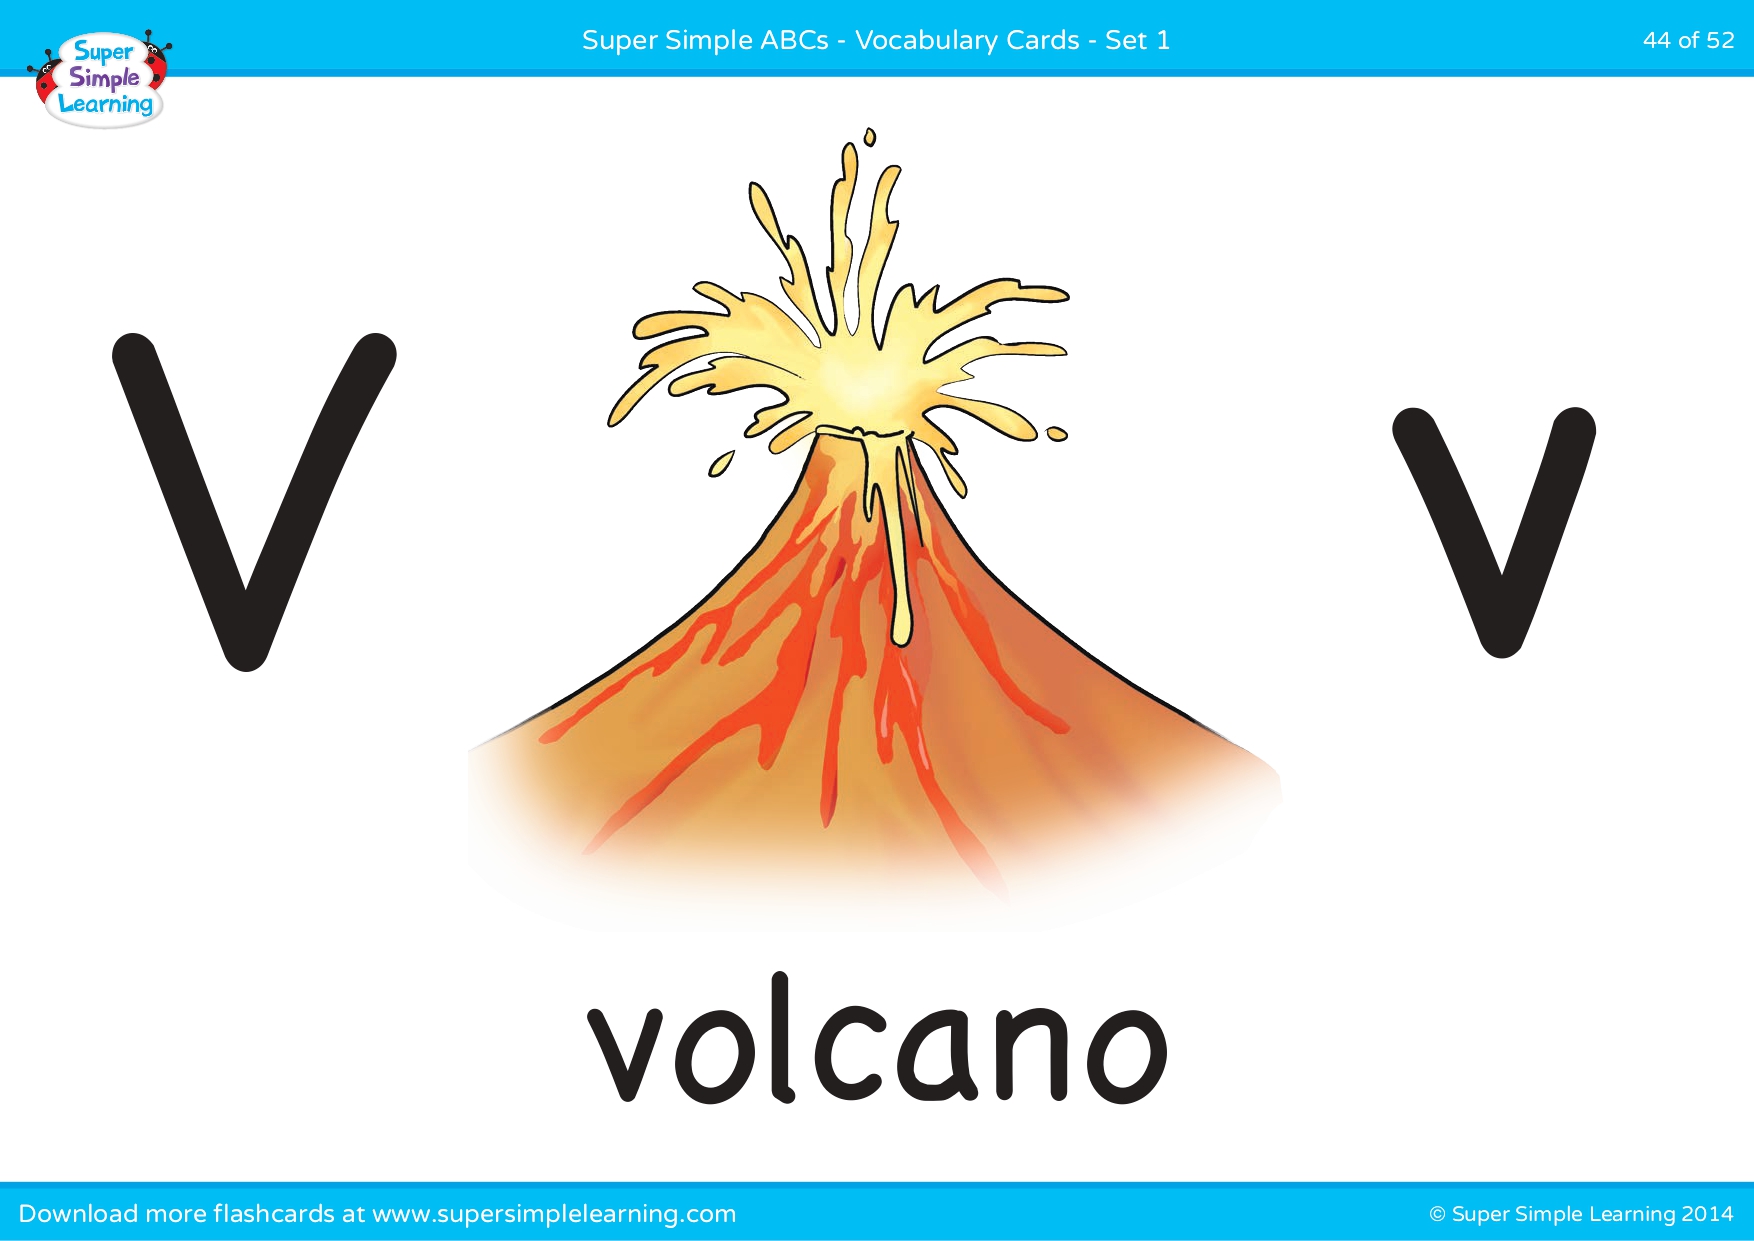 Super Simple ABCs - Vocabulary Cards - Set 1
44 of 52
Super
Simple
Learning
V
v
volcano
Download more flashcards at www.supersimplelearning.com
© Super Simple Learning 2014